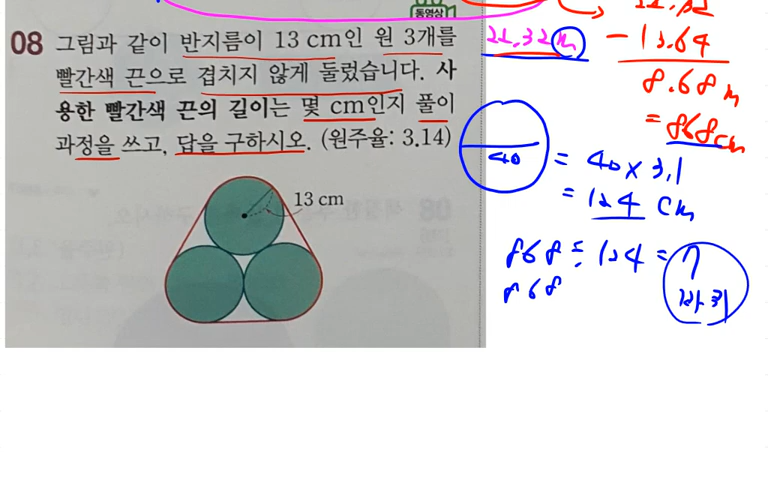 동영상
08 그림과 같이 반지름이 13 cm인 원 3개를
빨간색 끈으로 겹치지 않게 둘렀습니다. 사
용한 빨간색 끈의 길이는 몇 cm인지 풀이
과정을 쓰고, 답을 구하시오. (원주율: 3.14)
13 cm
22.32 m
- 13.64
8.68 m
= 868 cm
40 = 40 × 3.1
= 124 cm
868 ÷ 124 = 7
868
바퀴